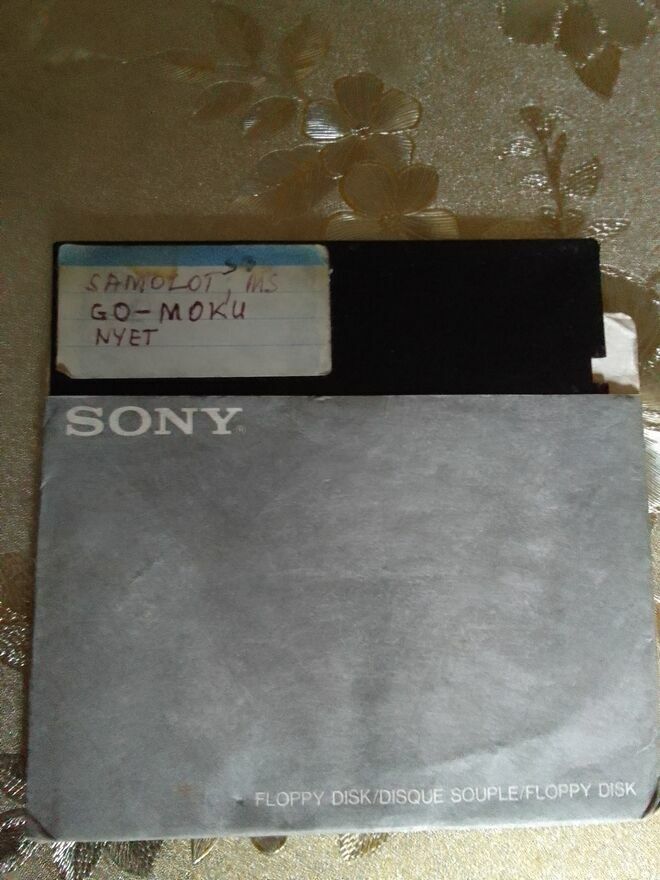 SAMOLOT, MS
GO-MOKU
NYET
SONY®
FLOPPY DISK/DISQUE SOUPLE/FLOPPY DISK